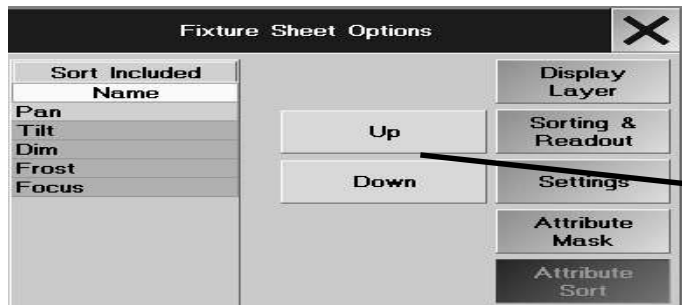 Fixture Sheet Options
Sort Included
Name
Pan
Tilt
Dim
Frost
Focus
Up
Down
Display
Layer
Sorting &
Readout
Settings
Attribute
Mask
Attribute
Sort